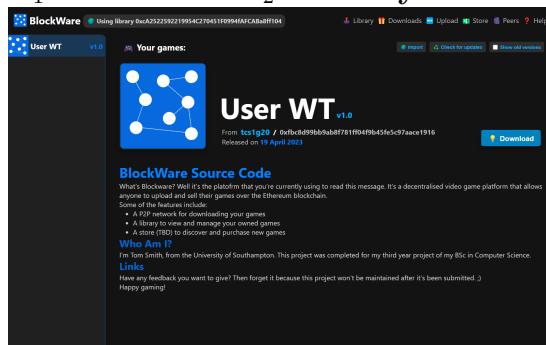 BlockWare Using library 0xcA2522592219954C270451F0994fAFCABa8ff104 Library Downloads Upload Store Peers Help
User WT v1.0
Your games: Import Check for updates Show old versions
User WT v1.0
From tcs1g20 / 0xfbc8d99bb9ab8f781ff04f9b45fe5c97aace1916
Released on 19 April 2023
Download
BlockWare Source Code
What's Blockware? Well it's the platofrm that you're currently using to read this message. It's a decentralised video game platform that allows
anyone to upload and sell their games over the Ethereum blockchain.
Some of the features include:
• A P2P network for downloading your games
• A library to view and manage your owned games
• A store (TBD) to discover and purchase new games
Who Am I?
I'm Tom Smith, from the University of Southampton. This project was completed for my third year project of my BSc in Computer Science.
Links
Have any feedback you want to give? Then forget it because this project won't be maintained after it's been submitted. ;)
Happy gaming!